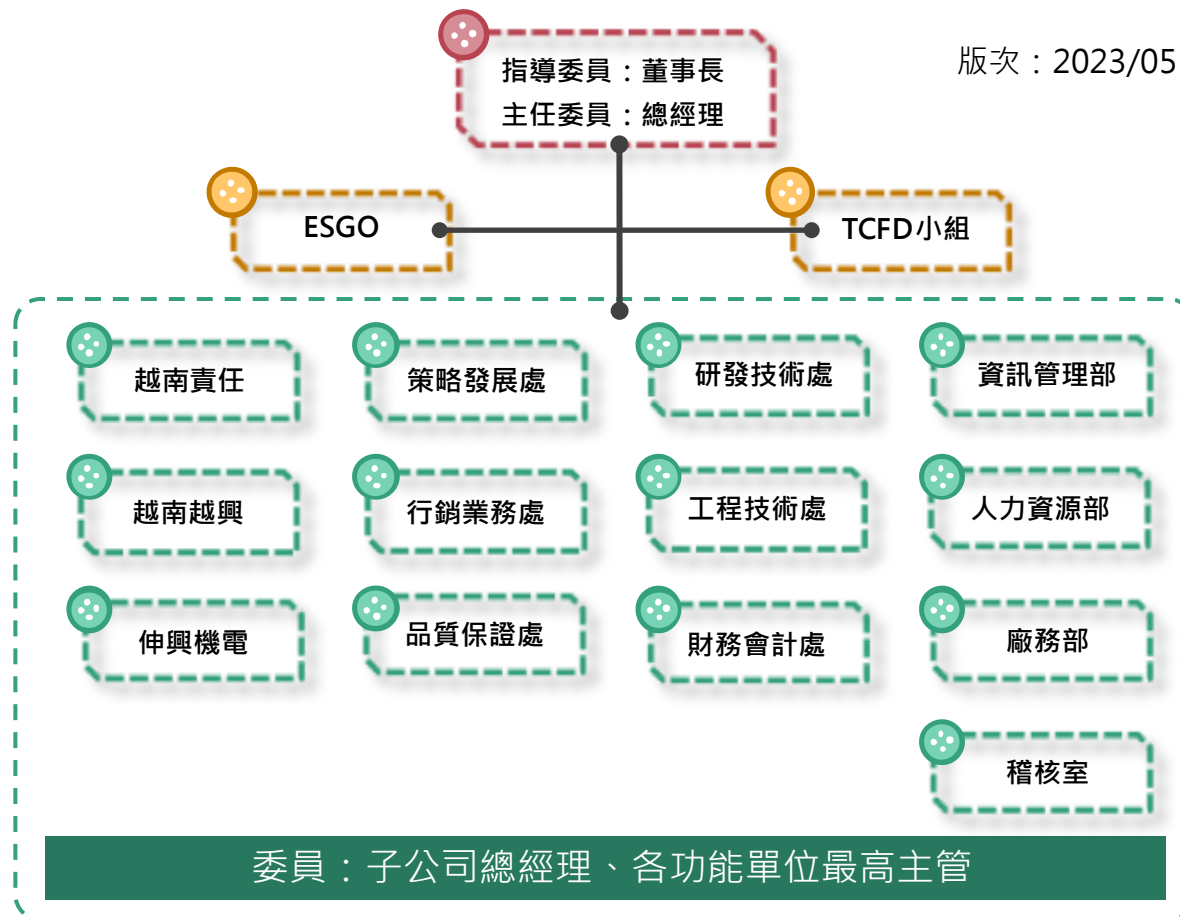 指導委員：董事長
主任委員：總經理
版次：2023/05
ESGO
TCFD小組
越南責任
策略發展處
研發技術處
資訊管理部
越南越興
行銷業務處
工程技術處
人力資源部
伸興機電
品質保證處
財務會計處
廠務部
稽核室
委員：子公司總經理、各功能單位最高主管